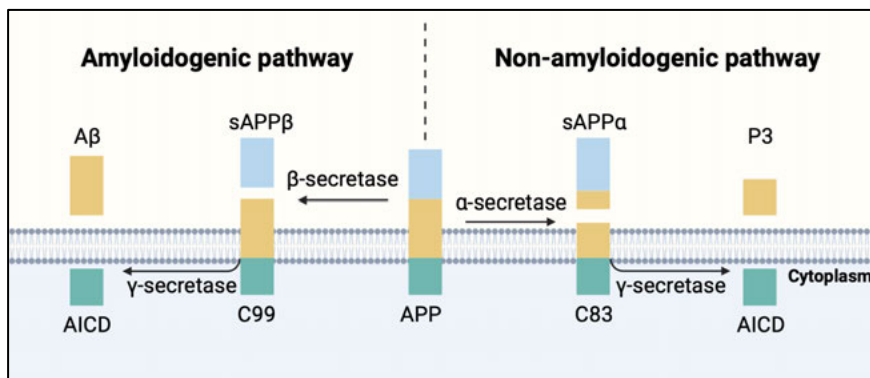 Amyloidogenic pathway
Non-amyloidogenic pathway
Aβ
sAPPβ
sAPPα
P3
β-secretase
α-secretase
γ-secretase
γ-secretase
Cytoplasm
AICD
C99
APP
C83
AICD